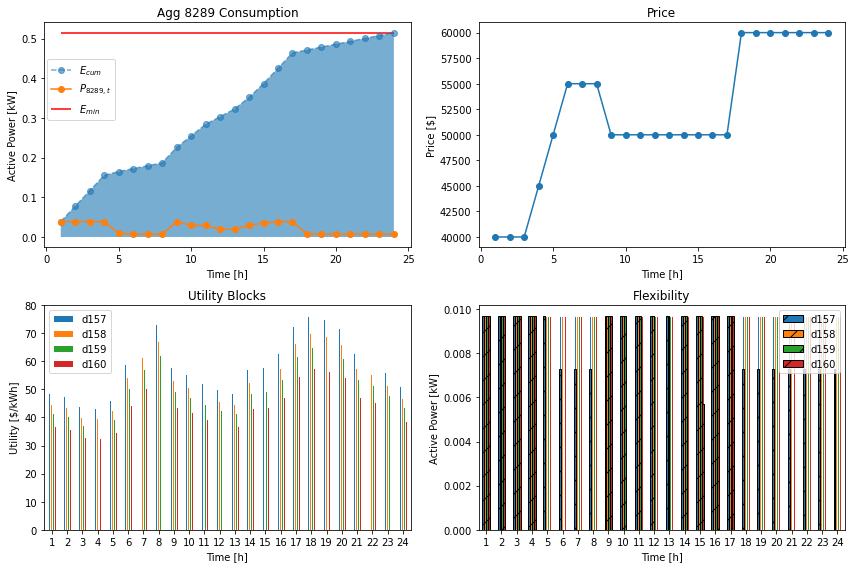 Agg 8289 Consumption
Active Power [kW]
0.5
0.4
0.3
0.2
0.1
0.0
E_cum
P_8289, t
E_min
0 5 10 15 20 25
Time [h]
Price
Price [$]
60000
57500
55000
52500
50000
47500
45000
42500
40000
0 5 10 15 20 25
Time [h]
Utility Blocks
Utility [$/kWh]
80
70
60
50
40
30
20
10
0
d157
d158
d159
d160
1 2 3 4 5 6 7 8 9 10 11 12 13 14 15 16 17 18 19 20 21 22 23 24
Time [h]
Flexibility
Active Power [kW]
0.010
0.008
0.006
0.004
0.002
0.000
d157
d158
d159
d160
1 2 3 4 5 6 7 8 9 10 11 12 13 14 15 16 17 18 19 20 21 22 23 24
Time [h]